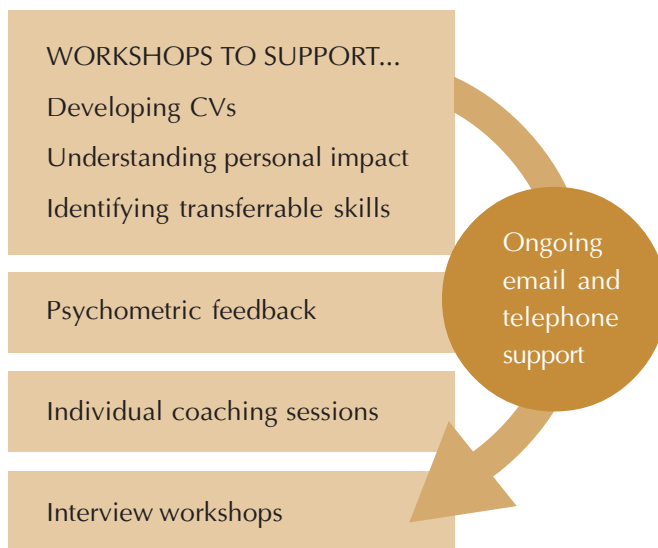 WORKSHOPS TO SUPPORT...
Developing CVs
Understanding personal impact
Identifying transferrable skills
Psychometric feedback
Individual coaching sessions
Interview workshops
Ongoing
email and
telephone
support